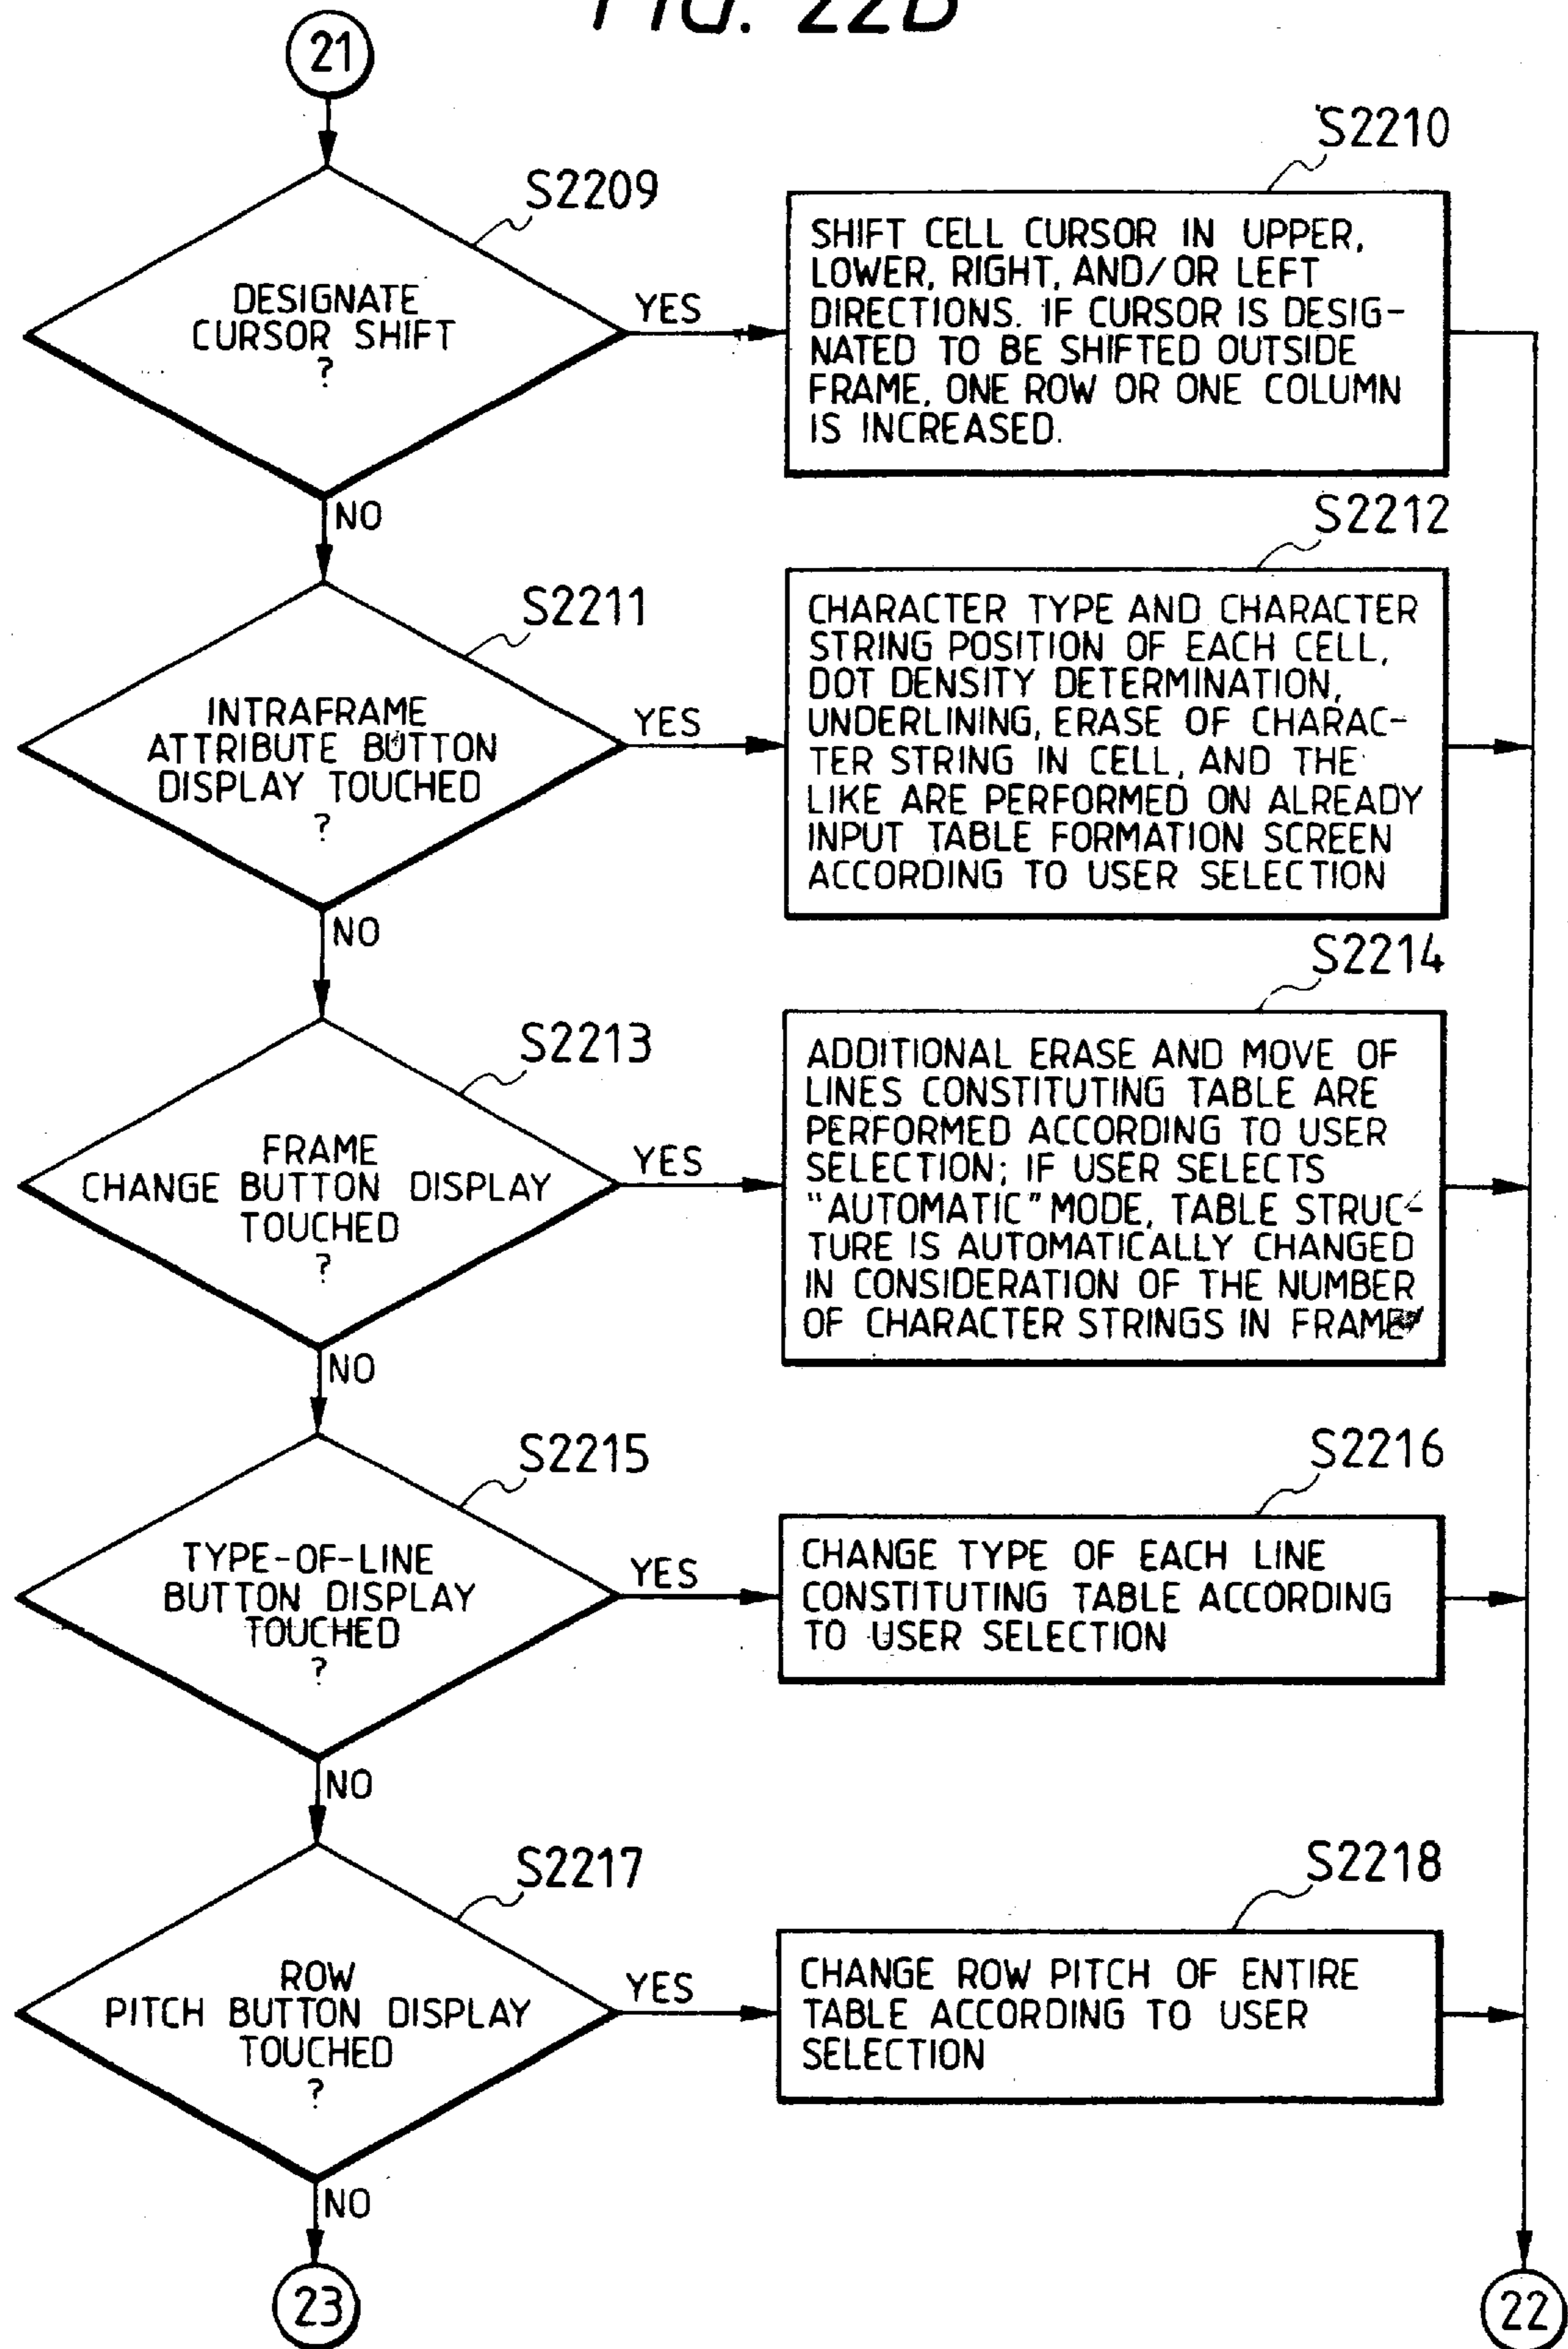 FIG. 22B
21
S2209
DESIGNATE
CURSOR SHIFT
?
YES
NO
S2210
SHIFT CELL CURSOR IN UPPER,
LOWER, RIGHT, AND/OR LEFT
DIRECTIONS. IF CURSOR IS DESIG-
NATED TO BE SHIFTED OUTSIDE
FRAME, ONE ROW OR ONE COLUMN
IS INCREASED.
S2211
INTRAFRAME
ATTRIBUTE BUTTON
DISPLAY TOUCHED
?
YES
NO
S2212
CHARACTER TYPE AND CHARACTER
STRING POSITION OF EACH CELL,
DOT DENSITY DETERMINATION,
UNDERLINING, ERASE OF CHARAC-
TER STRING IN CELL, AND THE
LIKE ARE PERFORMED ON ALREADY
INPUT TABLE FORMATION SCREEN
ACCORDING TO USER SELECTION
S2213
FRAME
CHANGE BUTTON DISPLAY
TOUCHED
?
YES
NO
S2214
ADDITIONAL ERASE AND MOVE OF
LINES CONSTITUTING TABLE ARE
PERFORMED ACCORDING TO USER
SELECTION; IF USER SELECTS
"AUTOMATIC" MODE, TABLE STRUC-
TURE IS AUTOMATICALLY CHANGED
IN CONSIDERATION OF THE NUMBER
OF CHARACTER STRINGS IN FRAME
S2215
TYPE-OF-LINE
BUTTON DISPLAY
TOUCHED
?
YES
NO
S2216
CHANGE TYPE OF EACH LINE
CONSTITUTING TABLE ACCORDING
TO USER SELECTION
S2217
ROW
PITCH BUTTON DISPLAY
TOUCHED
?
YES
NO
S2218
CHANGE ROW PITCH OF ENTIRE
TABLE ACCORDING TO USER
SELECTION
23
22